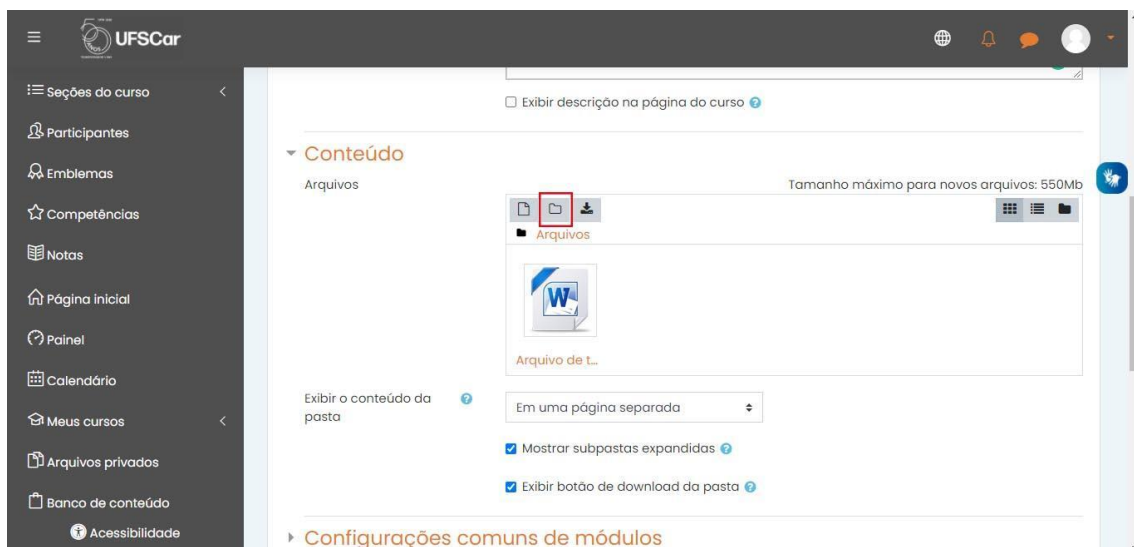 UFSCar
Seções do curso
Participantes
Emblemas
Competências
Notas
Página inicial
Painel
Calendário
Meus cursos
Arquivos privados
Banco de conteúdo
Acessibilidade
Exibir descrição na página do curso
Conteúdo
Arquivos
Tamanho máximo para novos arquivos: 550Mb
Arquivos
W
Arquivo de t...
Exibir o conteúdo da
pasta
Em uma página separada
Mostrar subpastas expandidas
Exibir botão de download da pasta
Configurações comuns de módulos